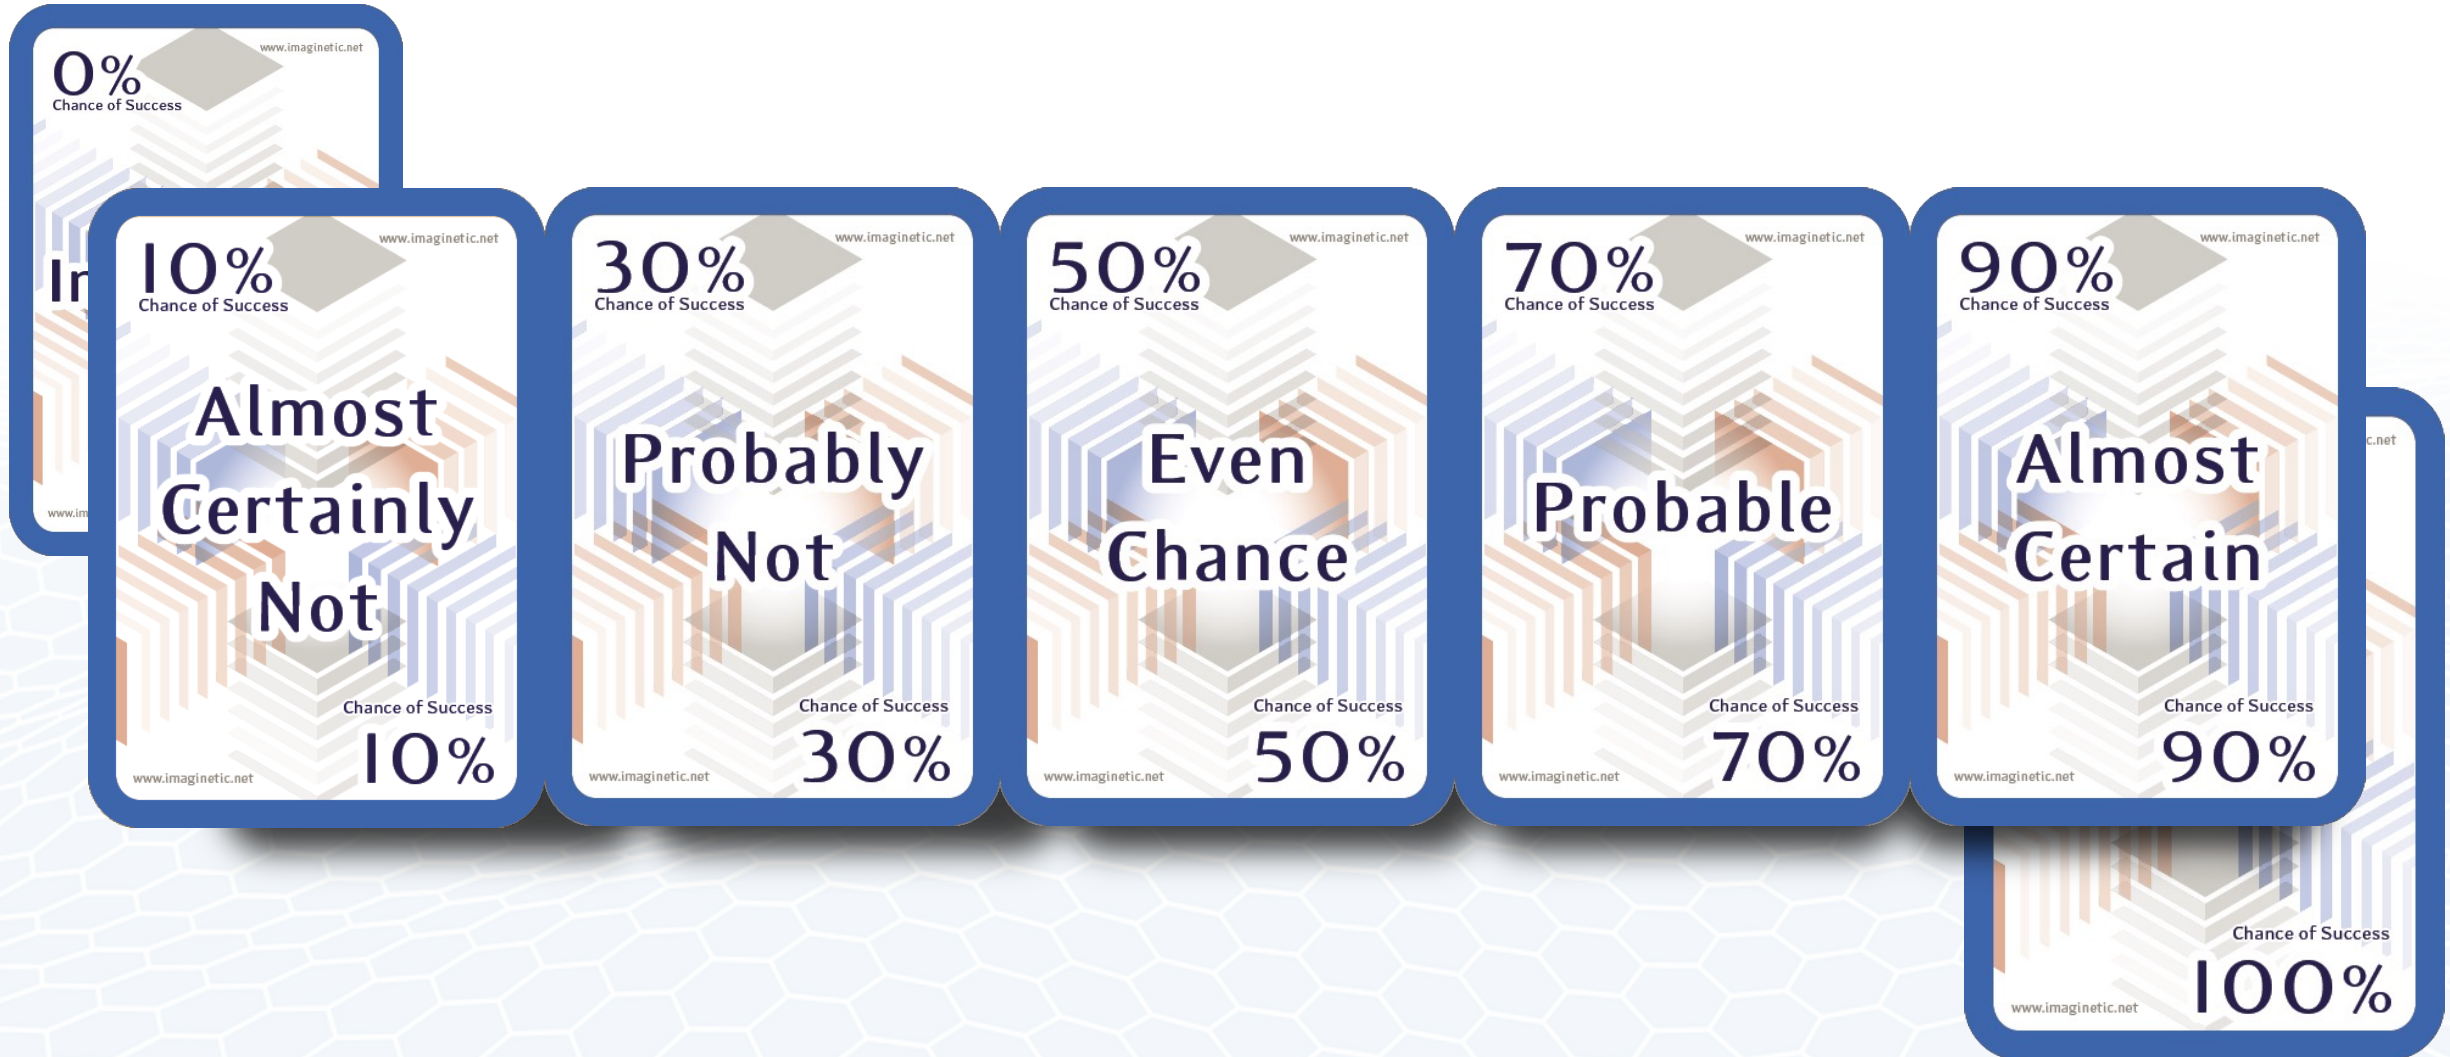 0%
www.imaginetic.net
Chance of Success
10%
www.imaginetic.net
Chance of Success
Almost
Certainly
Not
Chance of Success
10%
www.imaginetic.net
30%
www.imaginetic.net
Chance of Success
Probably
Not
Chance of Success
30%
www.imaginetic.net
50%
www.imaginetic.net
Chance of Success
Even
Chance
Chance of Success
50%
www.imaginetic.net
70%
www.imaginetic.net
Chance of Success
Probable
Chance of Success
70%
www.imaginetic.net
90%
www.imaginetic.net
Chance of Success
Almost
Certain
Chance of Success
90%
www.imaginetic.net
Chance of Success
100%
www.imaginetic.net